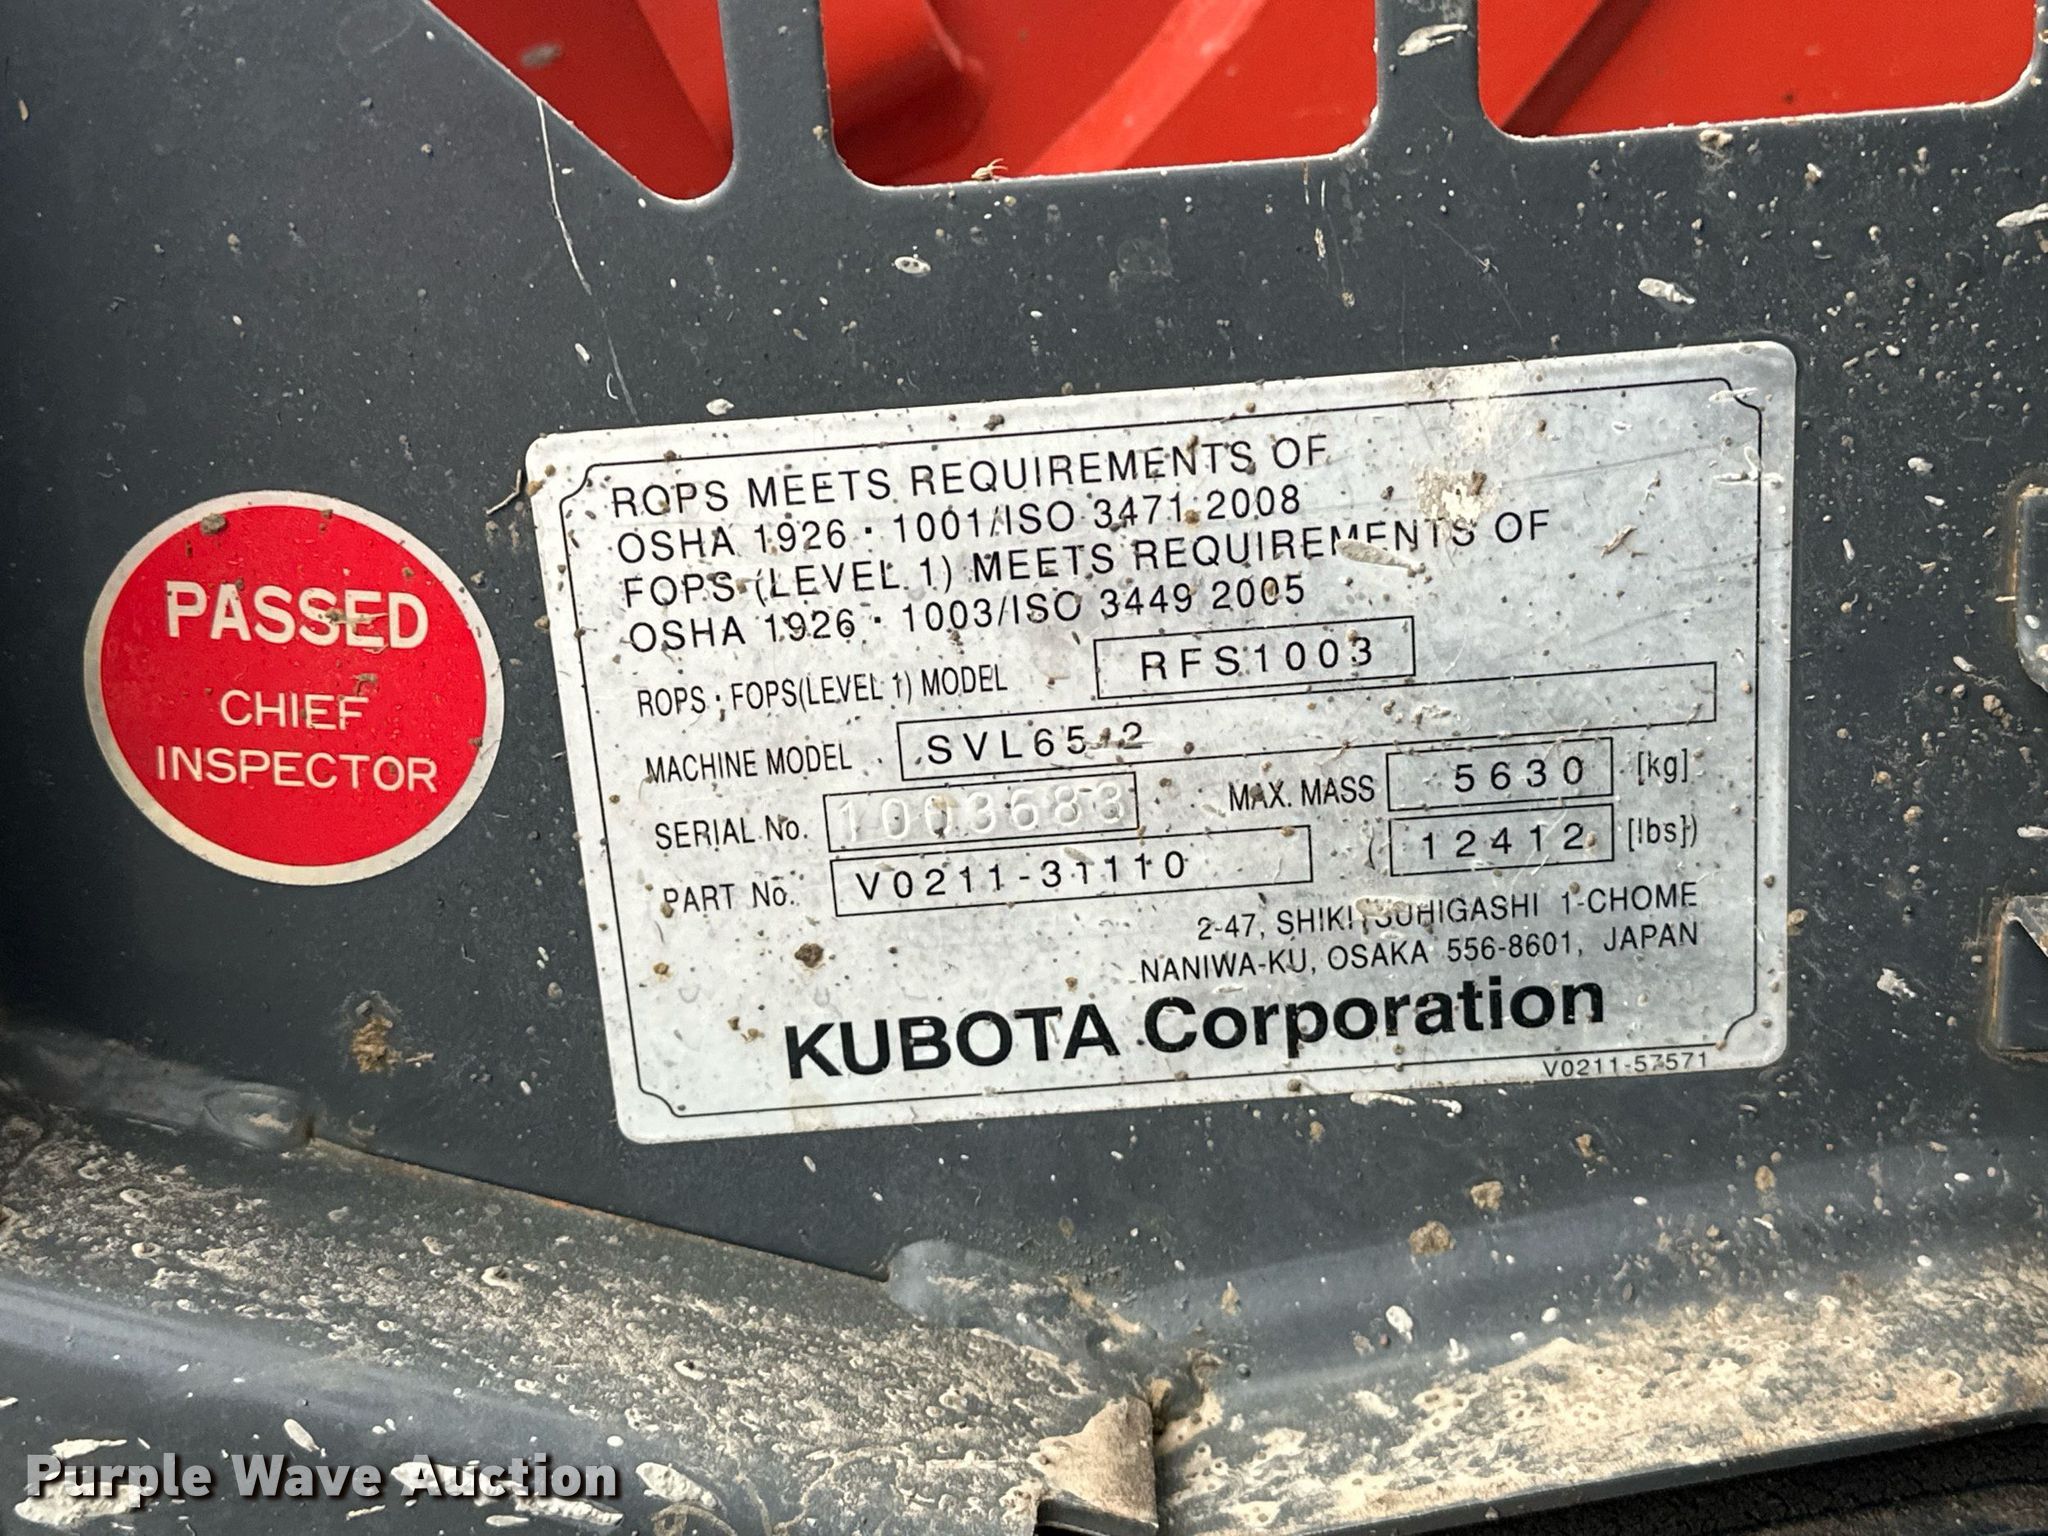 PASSED
CHIEF
INSPECTOR
ROPS MEETS REQUIREMENTS OF
OSHA 1926・1001/ISO 3471:2008
FOPS (LEVEL 1) MEETS REQUIREMENTS OF
OSHA 1926・1003/ISO 3449 2005
ROPS・FOPS(LEVEL 1) MODEL RFS1003
MACHINE MODEL SVL65-2
SERIAL No. 1003683 MAX. MASS 5630 [kg]
PART No. V0211-31110 (12412 [lbs])
2-47, SHIKITSUHIGASHI 1-CHOME
NANIWA-KU, OSAKA 556-8601, JAPAN
KUBOTA Corporation
V0211-57571
Purple Wave Auction